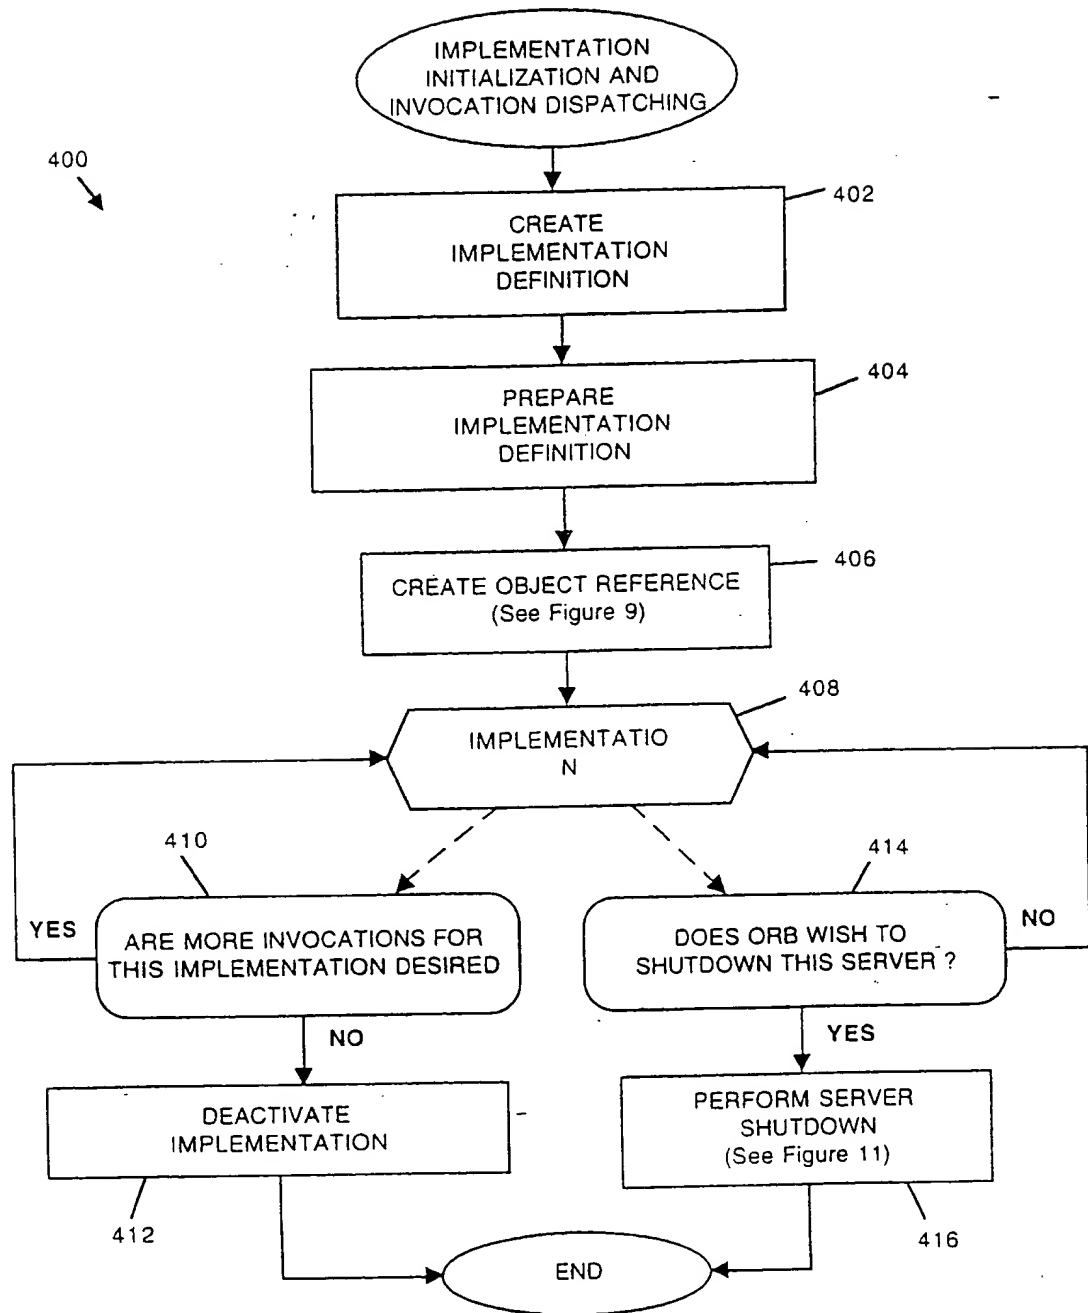 IMPLEMENTATION
INITIALIZATION AND
INVOCATION DISPATCHING
400
402
CREATE
IMPLEMENTATION
DEFINITION
404
PREPARE
IMPLEMENTATION
DEFINITION
406
CREATE OBJECT REFERENCE
(See Figure 9)
408
IMPLEMENTATIO
N
410
414
YES
ARE MORE INVOCATIONS FOR
THIS IMPLEMENTATION DESIRED
DOES ORB WISH TO
SHUTDOWN THIS SERVER ?
NO
NO
YES
DEACTIVATE
IMPLEMENTATION
PERFORM SERVER
SHUTDOWN
(See Figure 11)
412
416
END